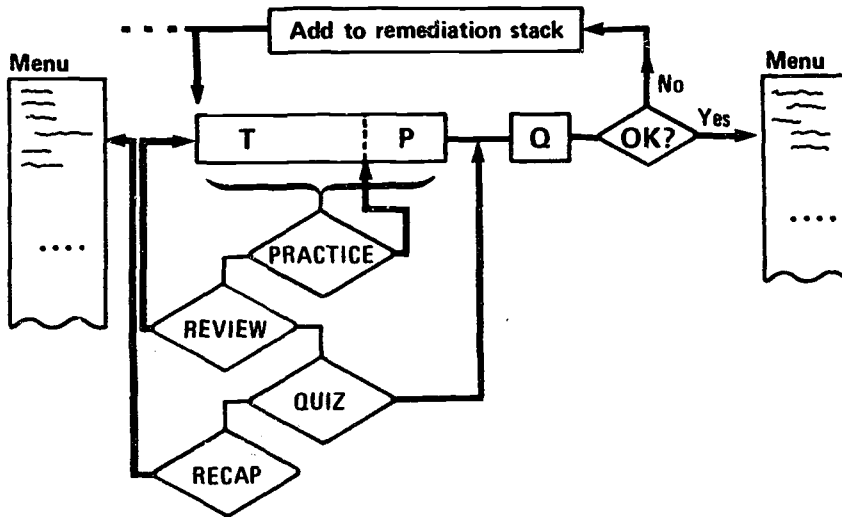 Add to remediation stack
Menu
Menu
No
Yes
T
P
Q
OK?
PRACTICE
REVIEW
QUIZ
RECAP